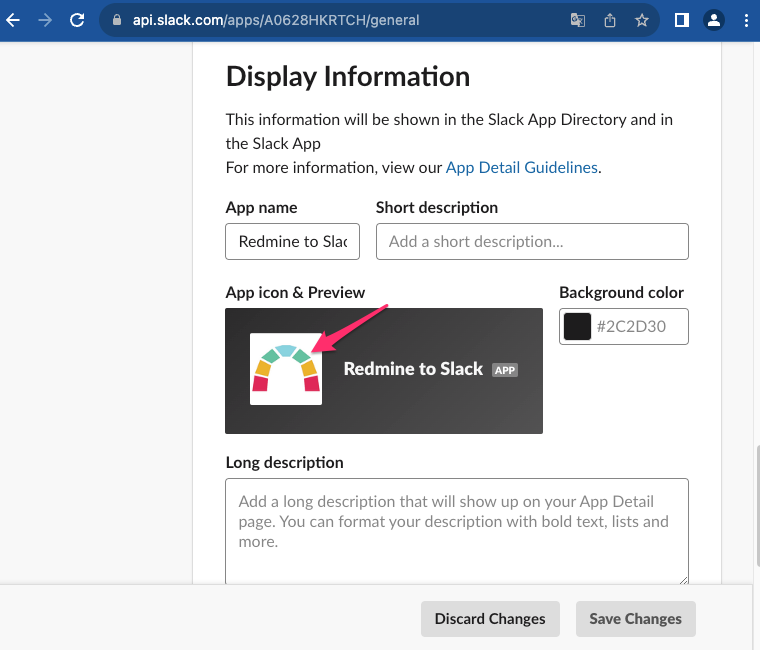 api.slack.com/apps/A0628HKRTCH/general
Display Information
This information will be shown in the Slack App Directory and in
the Slack App
For more information, view our App Detail Guidelines.
App name
Short description
Redmine to Slac
Add a short description...
App icon & Preview
Background color
#2C2D30
Redmine to Slack APP
Long description
Add a long description that will show up on your App Detail
page. You can format your description with bold text, lists and
more.
Discard Changes
Save Changes